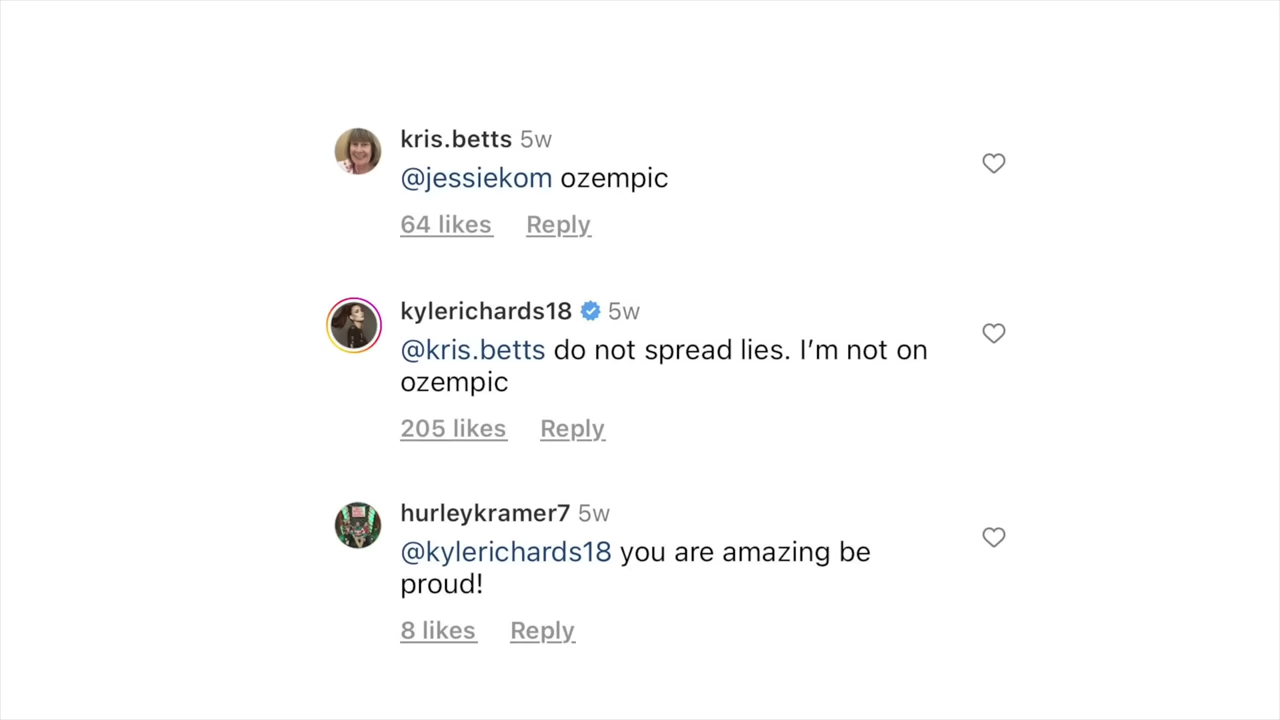 kris.betts 5w
@jessiekom ozempic
64 likes Reply
kylerichards18 5w
@kris.betts do not spread lies. I’m not on
ozempic
205 likes Reply
hurleykramer7 5w
@kylerichards18 you are amazing be
proud!
8 likes Reply